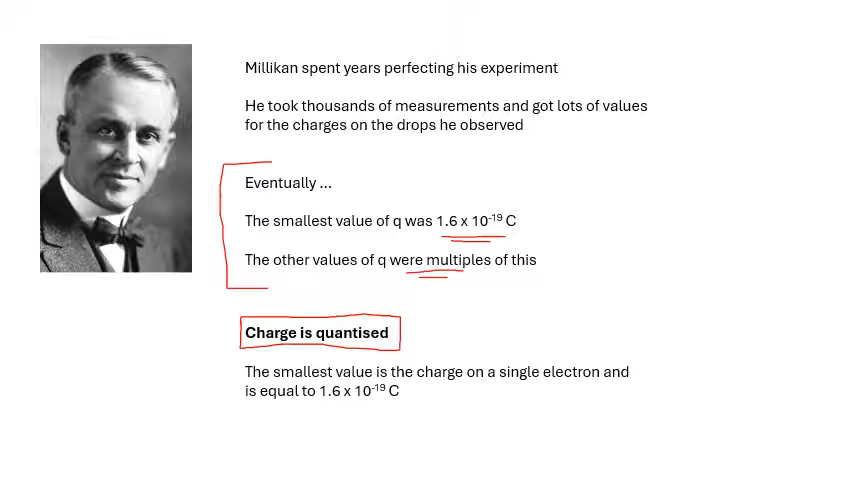 Millikan spent years perfecting his experiment
He took thousands of measurements and got lots of values
for the charges on the drops he observed
Eventually ...
The smallest value of q was 1.6 x 10⁻¹⁹ C
The other values of q were multiples of this
Charge is quantised
The smallest value is the charge on a single electron and
is equal to 1.6 x 10⁻¹⁹ C